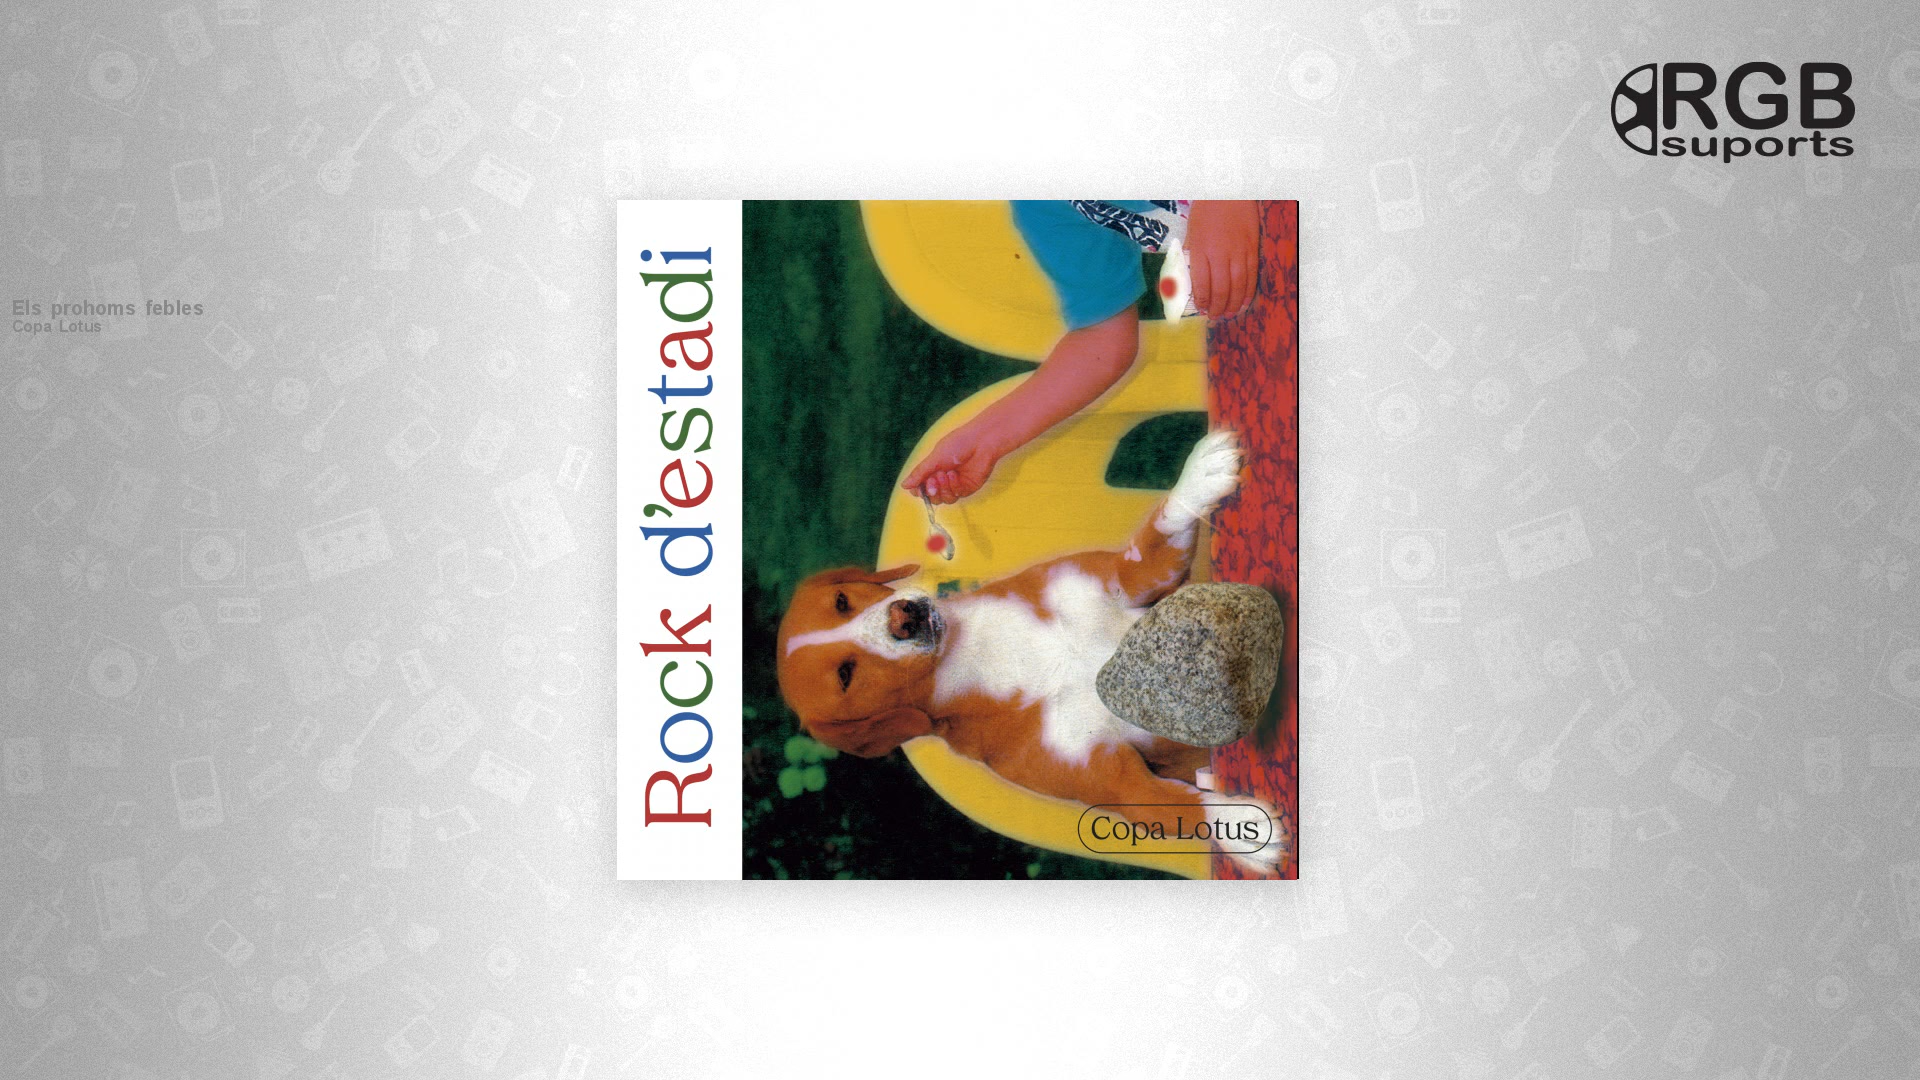 RGB
suports
Els prohoms febles
Copa Lotus
Rock d'estadi
Copa Lotus